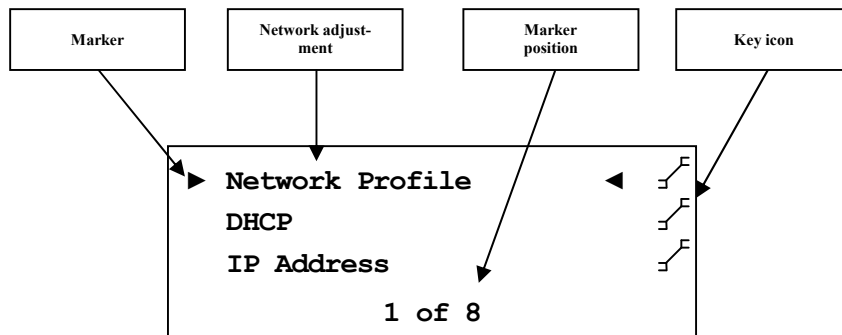 Marker
Network adjust-
ment
Marker
position
Key icon
► Network Profile ◄
DHCP
IP Address
1 of 8